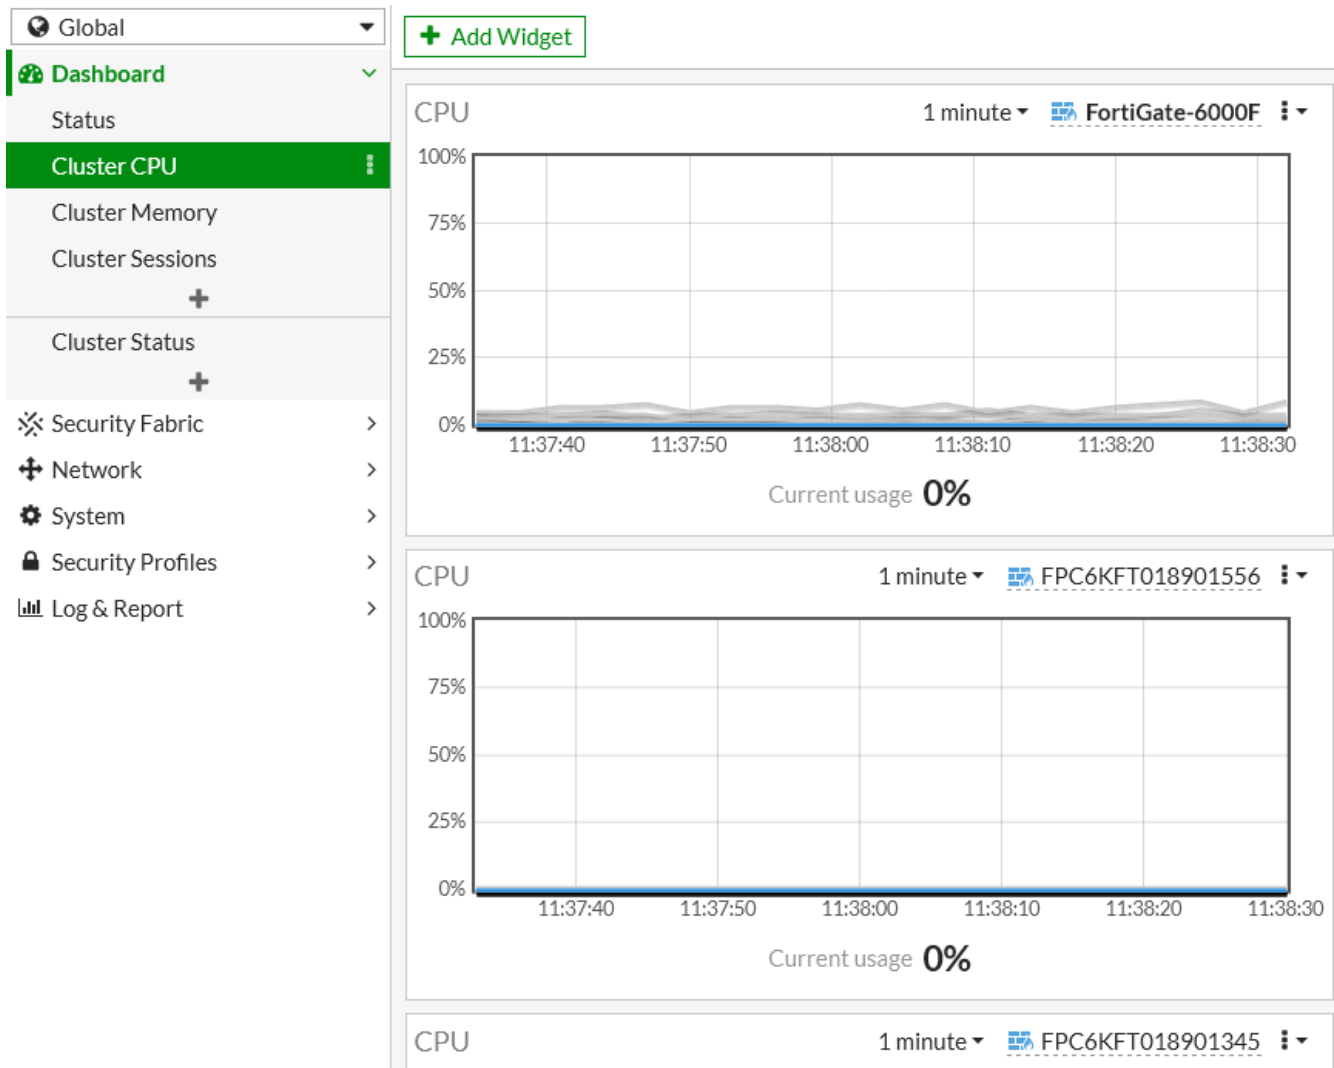 Global
Dashboard
Status
Cluster CPU
Cluster Memory
Cluster Sessions
Cluster Status
Security Fabric
Network
System
Security Profiles
Log & Report
Add Widget
CPU 1 minute FortiGate-6000F
100%
75%
50%
25%
0%
11:37:40 11:37:50 11:38:00 11:38:10 11:38:20 11:38:30
Current usage 0%
CPU 1 minute FPC6KFT018901556
100%
75%
50%
25%
0%
11:37:40 11:37:50 11:38:00 11:38:10 11:38:20 11:38:30
Current usage 0%
CPU 1 minute FPC6KFT018901345